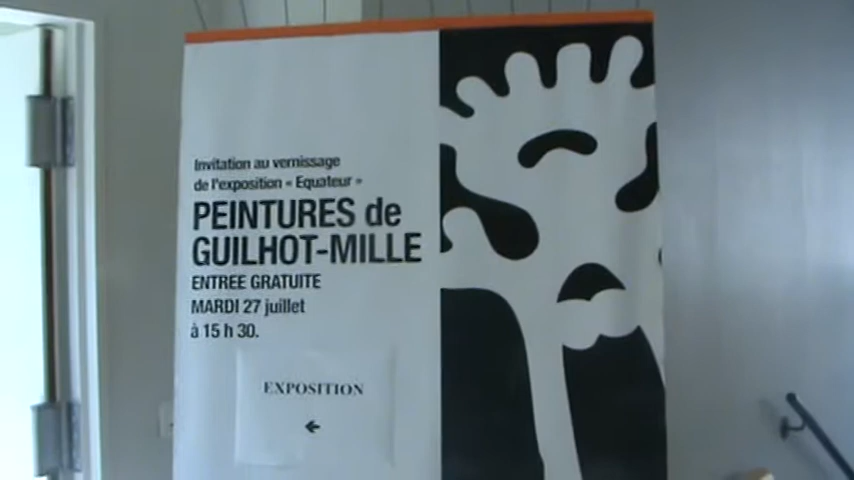 Invitation au vernissage
de l'exposition « Equateur »
PEINTURES de
GUILHOT-MILLE
ENTREE GRATUITE
MARDI 27 juillet
à 15 h 30.
EXPOSITION
←